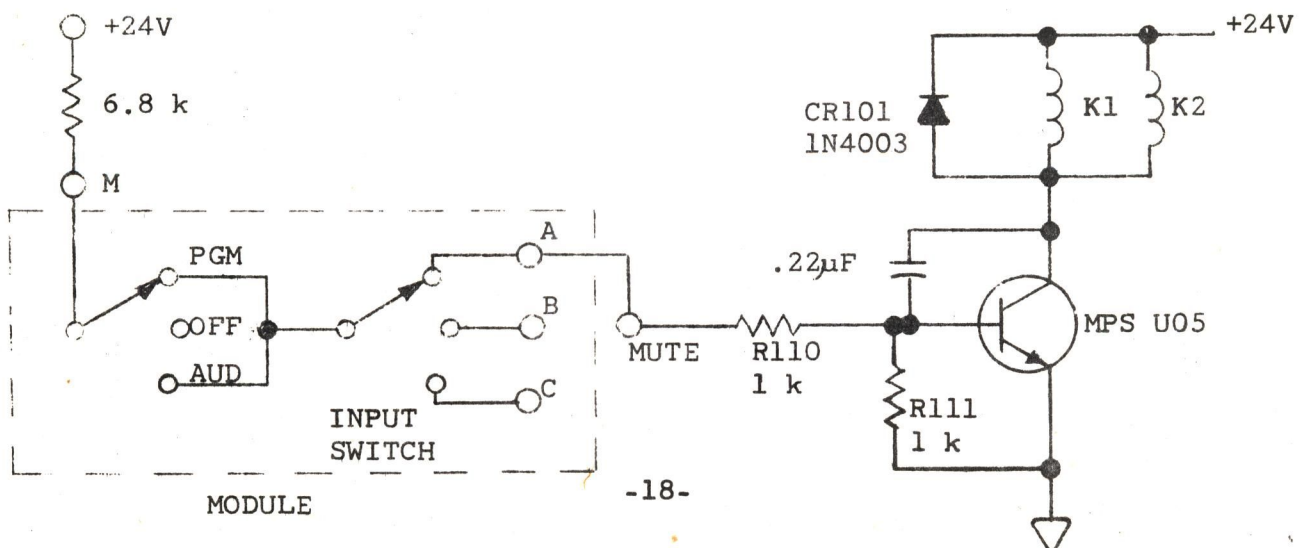 +24V
6.8 k
M
PGM
OFF
AUD
INPUT
SWITCH
A
B
C
MODULE
MUTE
R110
1 k
.22µF
R111
1 k
MPS U05
CR101
1N4003
K1
K2
+24V
-18-